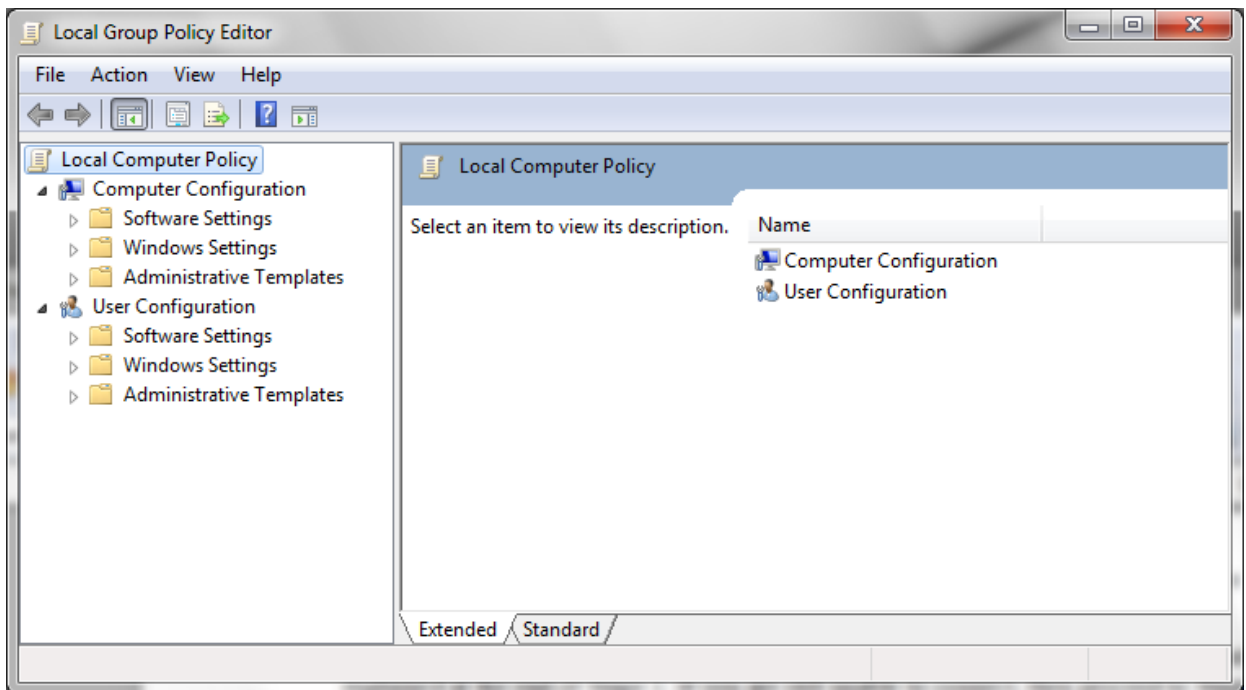 Local Group Policy Editor
File Action View Help
Local Computer Policy
Computer Configuration
Software Settings
Windows Settings
Administrative Templates
User Configuration
Software Settings
Windows Settings
Administrative Templates
Local Computer Policy
Select an item to view its description.
Name
Computer Configuration
User Configuration
Extended Standard